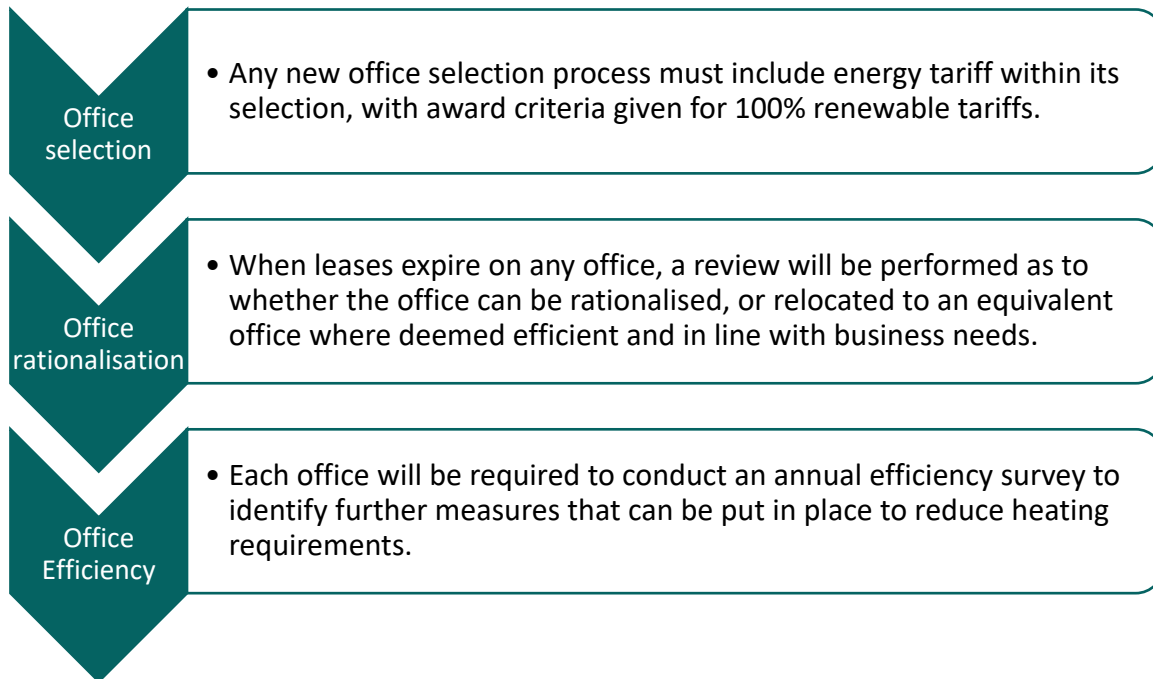 Office
selection
• Any new office selection process must include energy tariff within its
selection, with award criteria given for 100% renewable tariffs.
Office
rationalisation
• When leases expire on any office, a review will be performed as to
whether the office can be rationalised, or relocated to an equivalent
office where deemed efficient and in line with business needs.
Office
Efficiency
• Each office will be required to conduct an annual efficiency survey to
identify further measures that can be put in place to reduce heating
requirements.